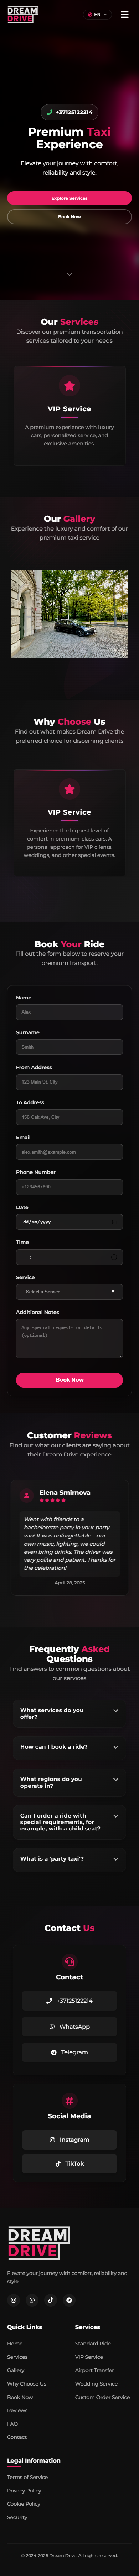 DREAM
DRIVE
EN
+37125122114
Premium Taxi
Experience
Elevate your journey with comfort,
reliability and style.
Explore Services
Book Now
Our Services
Discover our premium transportation
services tailored to your needs
VIP Service
A premium experience with luxury
cars, personalized service, and
exclusive amenities.
Our Gallery
Experience the luxury and comfort of our
premium taxi service
Why Choose Us
Find out what makes Dream Drive the
preferred choice for discerning clients
VIP Service
Experience the highest level of
comfort in premium-class cars. A
personal approach for VIP clients,
weddings, and other special events.
Book Your Ride
Fill out the form below to reserve your
premium transport.
Name
Alex
Surname
Smith
From Address
123 Main St, City
To Address
456 Oak Ave, City
Email
alex.smith@example.com
Phone Number
+1234567890
Date
dd/mm/yyyy
Time
--:--
Service
-- Select a Service --
Additional Notes
Any special requests or details
(optional)
Book Now
Customer Reviews
Find out what our clients are saying about
their Dream Drive experience
Elena Smirnova
Went with friends to a
bachelorette party in your party
van! It was unforgettable – our
own music, lighting, we could
even bring drinks. The driver was
very polite and patient. Thanks for
the celebration!
April 28, 2025
Frequently Asked
Questions
Find answers to common questions about
our services
What services do you
offer?
How can I book a ride?
What regions do you
operate in?
Can I order a ride with
special requirements, for
example, with a child seat?
What is a 'party taxi'?
Contact Us
Contact
+37125122114
WhatsApp
Telegram
Social Media
Instagram
TikTok
DREAM
DRIVE
Elevate your journey with comfort, reliability and
style
Quick Links
Home
Services
Gallery
Why Choose Us
Book Now
Reviews
FAQ
Contact
Services
Standard Ride
VIP Service
Airport Transfer
Wedding Service
Custom Order Service
Legal Information
Terms of Service
Privacy Policy
Cookie Policy
Security
© 2024-2026 Dream Drive. All rights reserved.